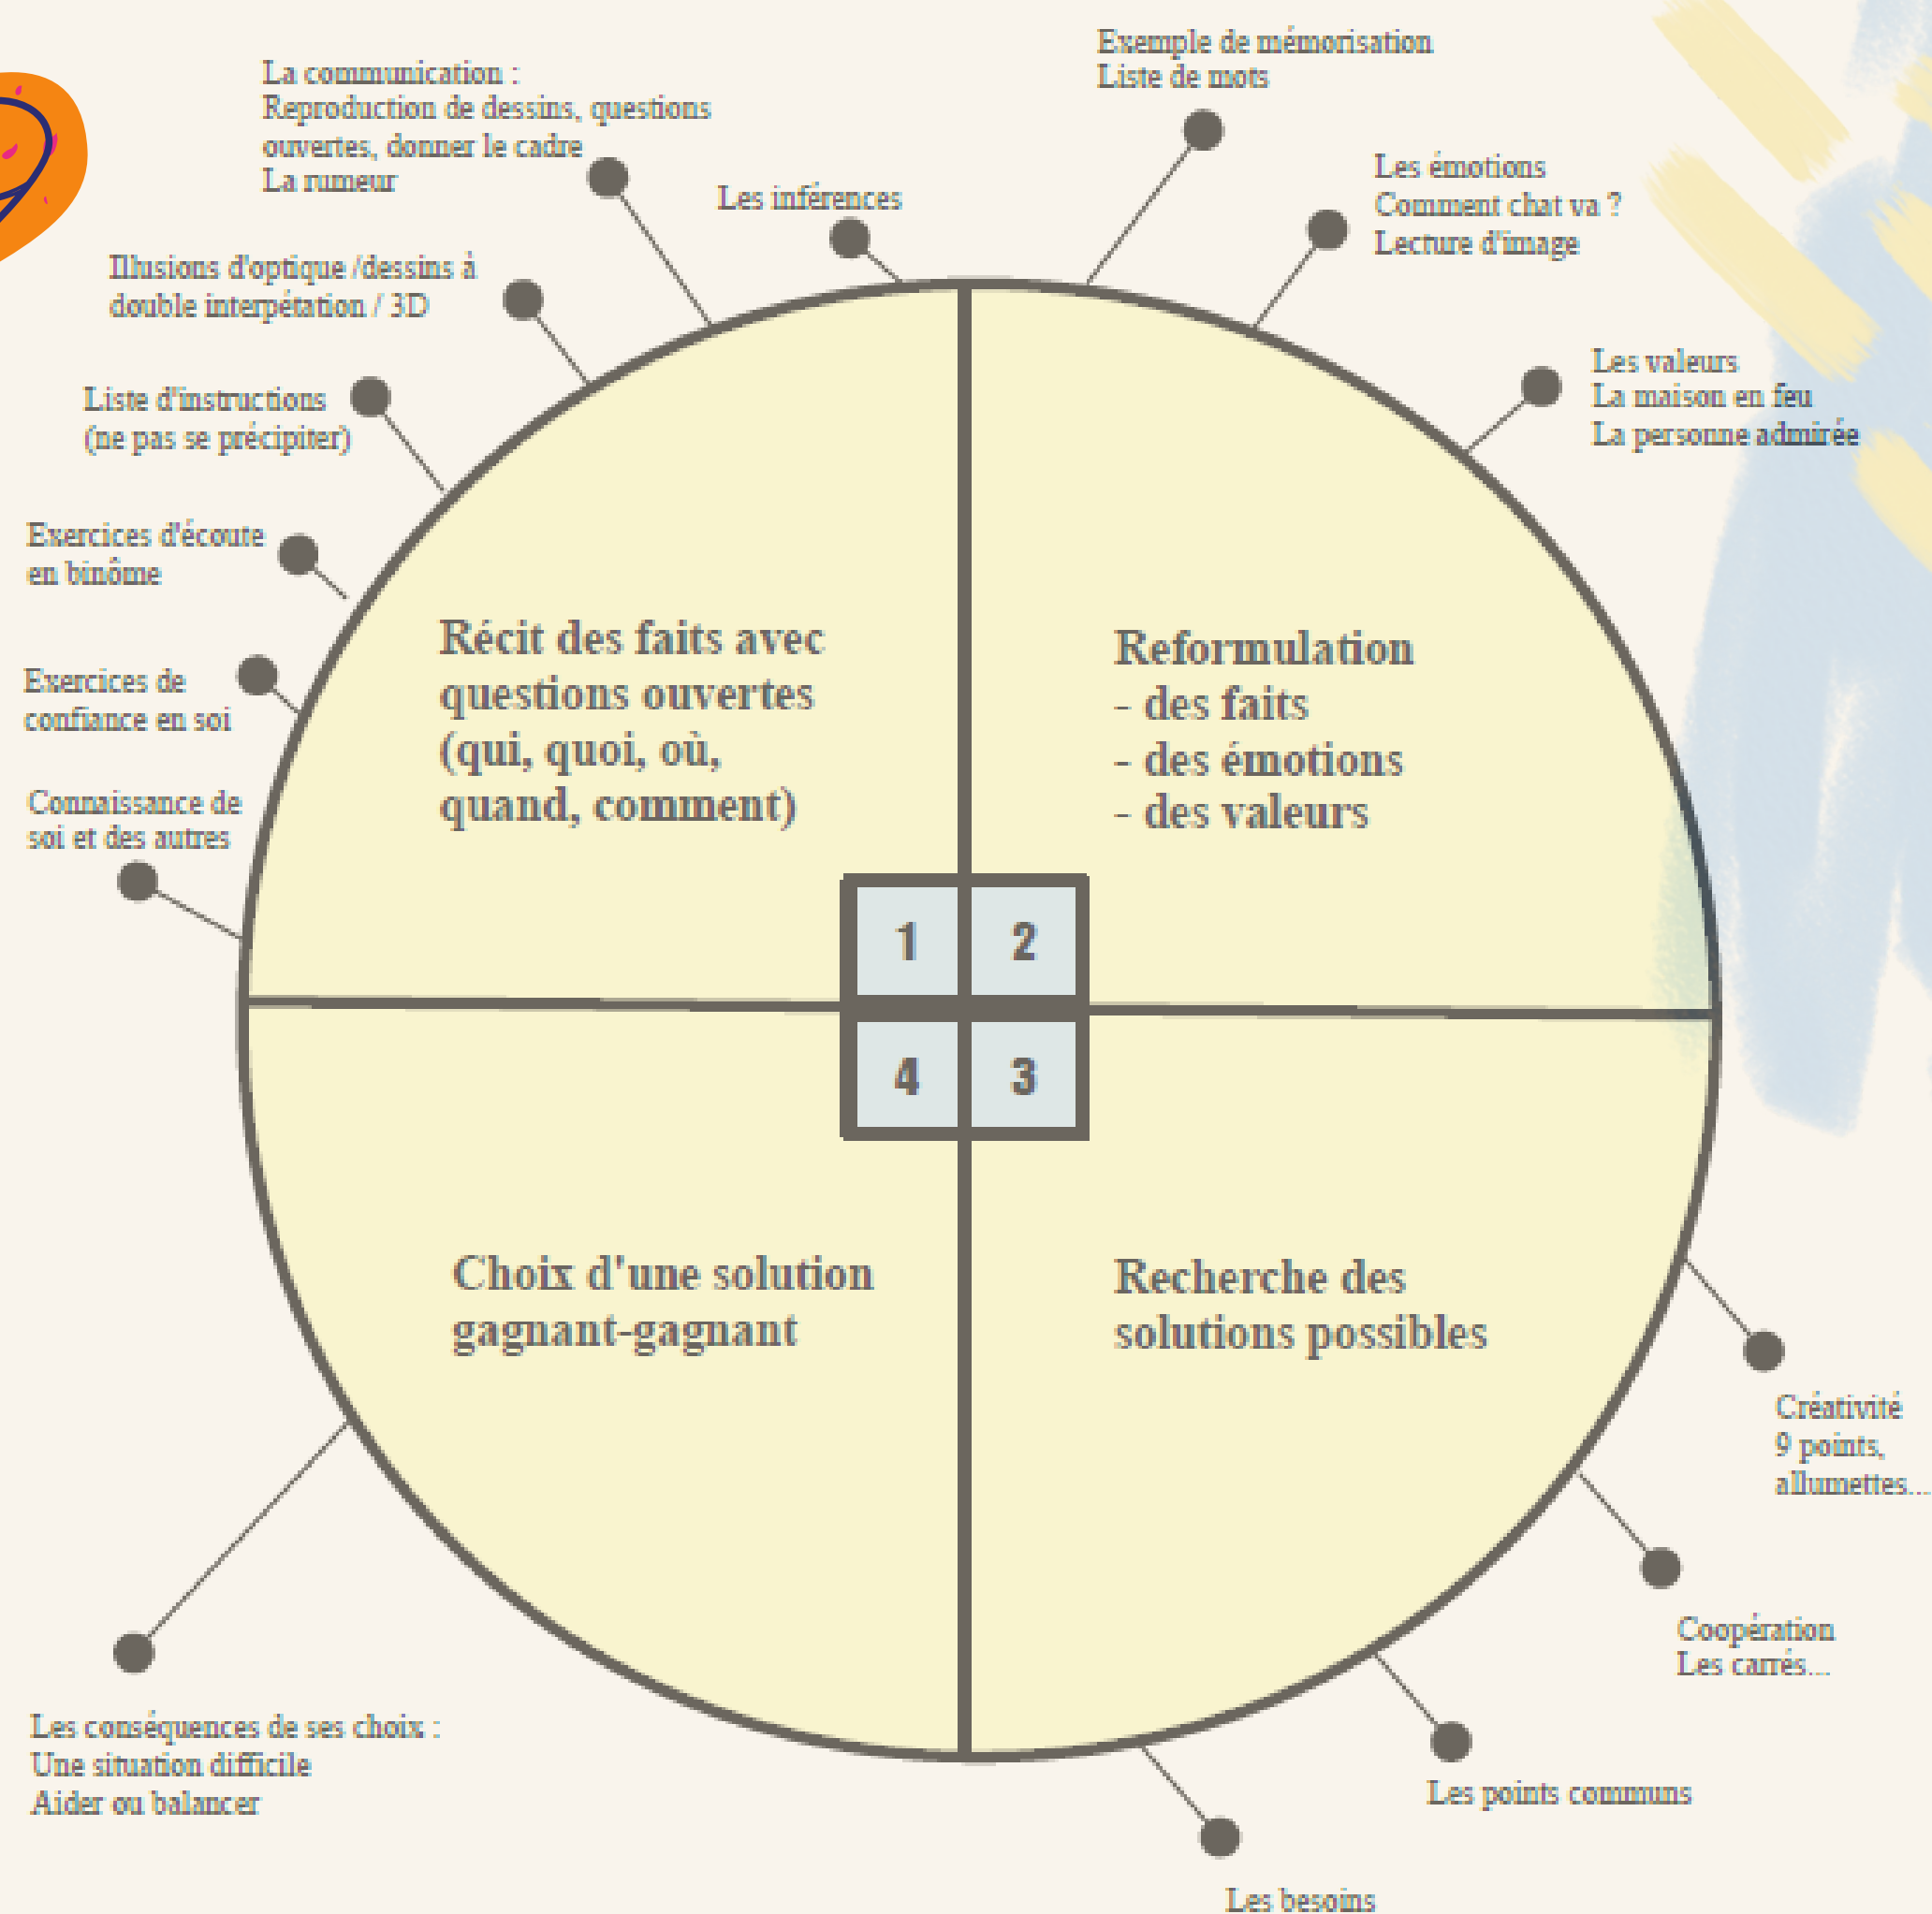 Exemple de mémorisation
Liste de mots
La communication :
Reproduction de dessins, questions
ouvertes, donner le cadre
La rumeur
Les inférences
Les émotions
Comment chat va ?
Lecture d'image
Illusions d'optique /dessins à
double interpétation / 3D
Les valeurs
La maison en feu
La personne admirée
Liste d'instructions
(ne pas se précipiter)
Exercices d'écoute
en binôme
Exercices de
confiance en soi
Connaissance de
soi et des autres
Récit des faits avec
questions ouvertes
(qui, quoi, où,
quand, comment)
Reformulation
- des faits
- des émotions
- des valeurs
1
2
4
3
Choix d'une solution
gagnant-gagnant
Recherche des
solutions possibles
Créativité
9 points,
allumettes...
Coopération
Les carrés...
Les points communs
Les besoins
Les conséquences de ses choix :
Une situation difficile
Aider ou balancer